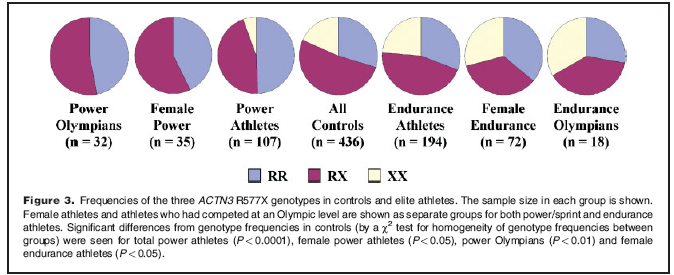 Power Olympians (n = 32)
Female Power (n = 35)
Power Athletes (n = 107)
All Controls (n = 436)
Endurance Athletes (n = 194)
Female Endurance (n = 72)
Endurance Olympians (n = 18)
RR RX XX
Figure 3. Frequencies of the three ACTN3 R577X genotypes in controls and elite athletes. The sample size in each group is shown.
Female athletes and athletes who had competed at an Olympic level are shown as separate groups for both power/sprint and endurance
athletes. Significant differences from genotype frequencies in controls (by a χ² test for homogeneity of genotype frequencies between
groups) were seen for total power athletes (P<0.0001), female power athletes (P<0.05), power Olympians (P<0.01) and female
endurance athletes (P<0.05).